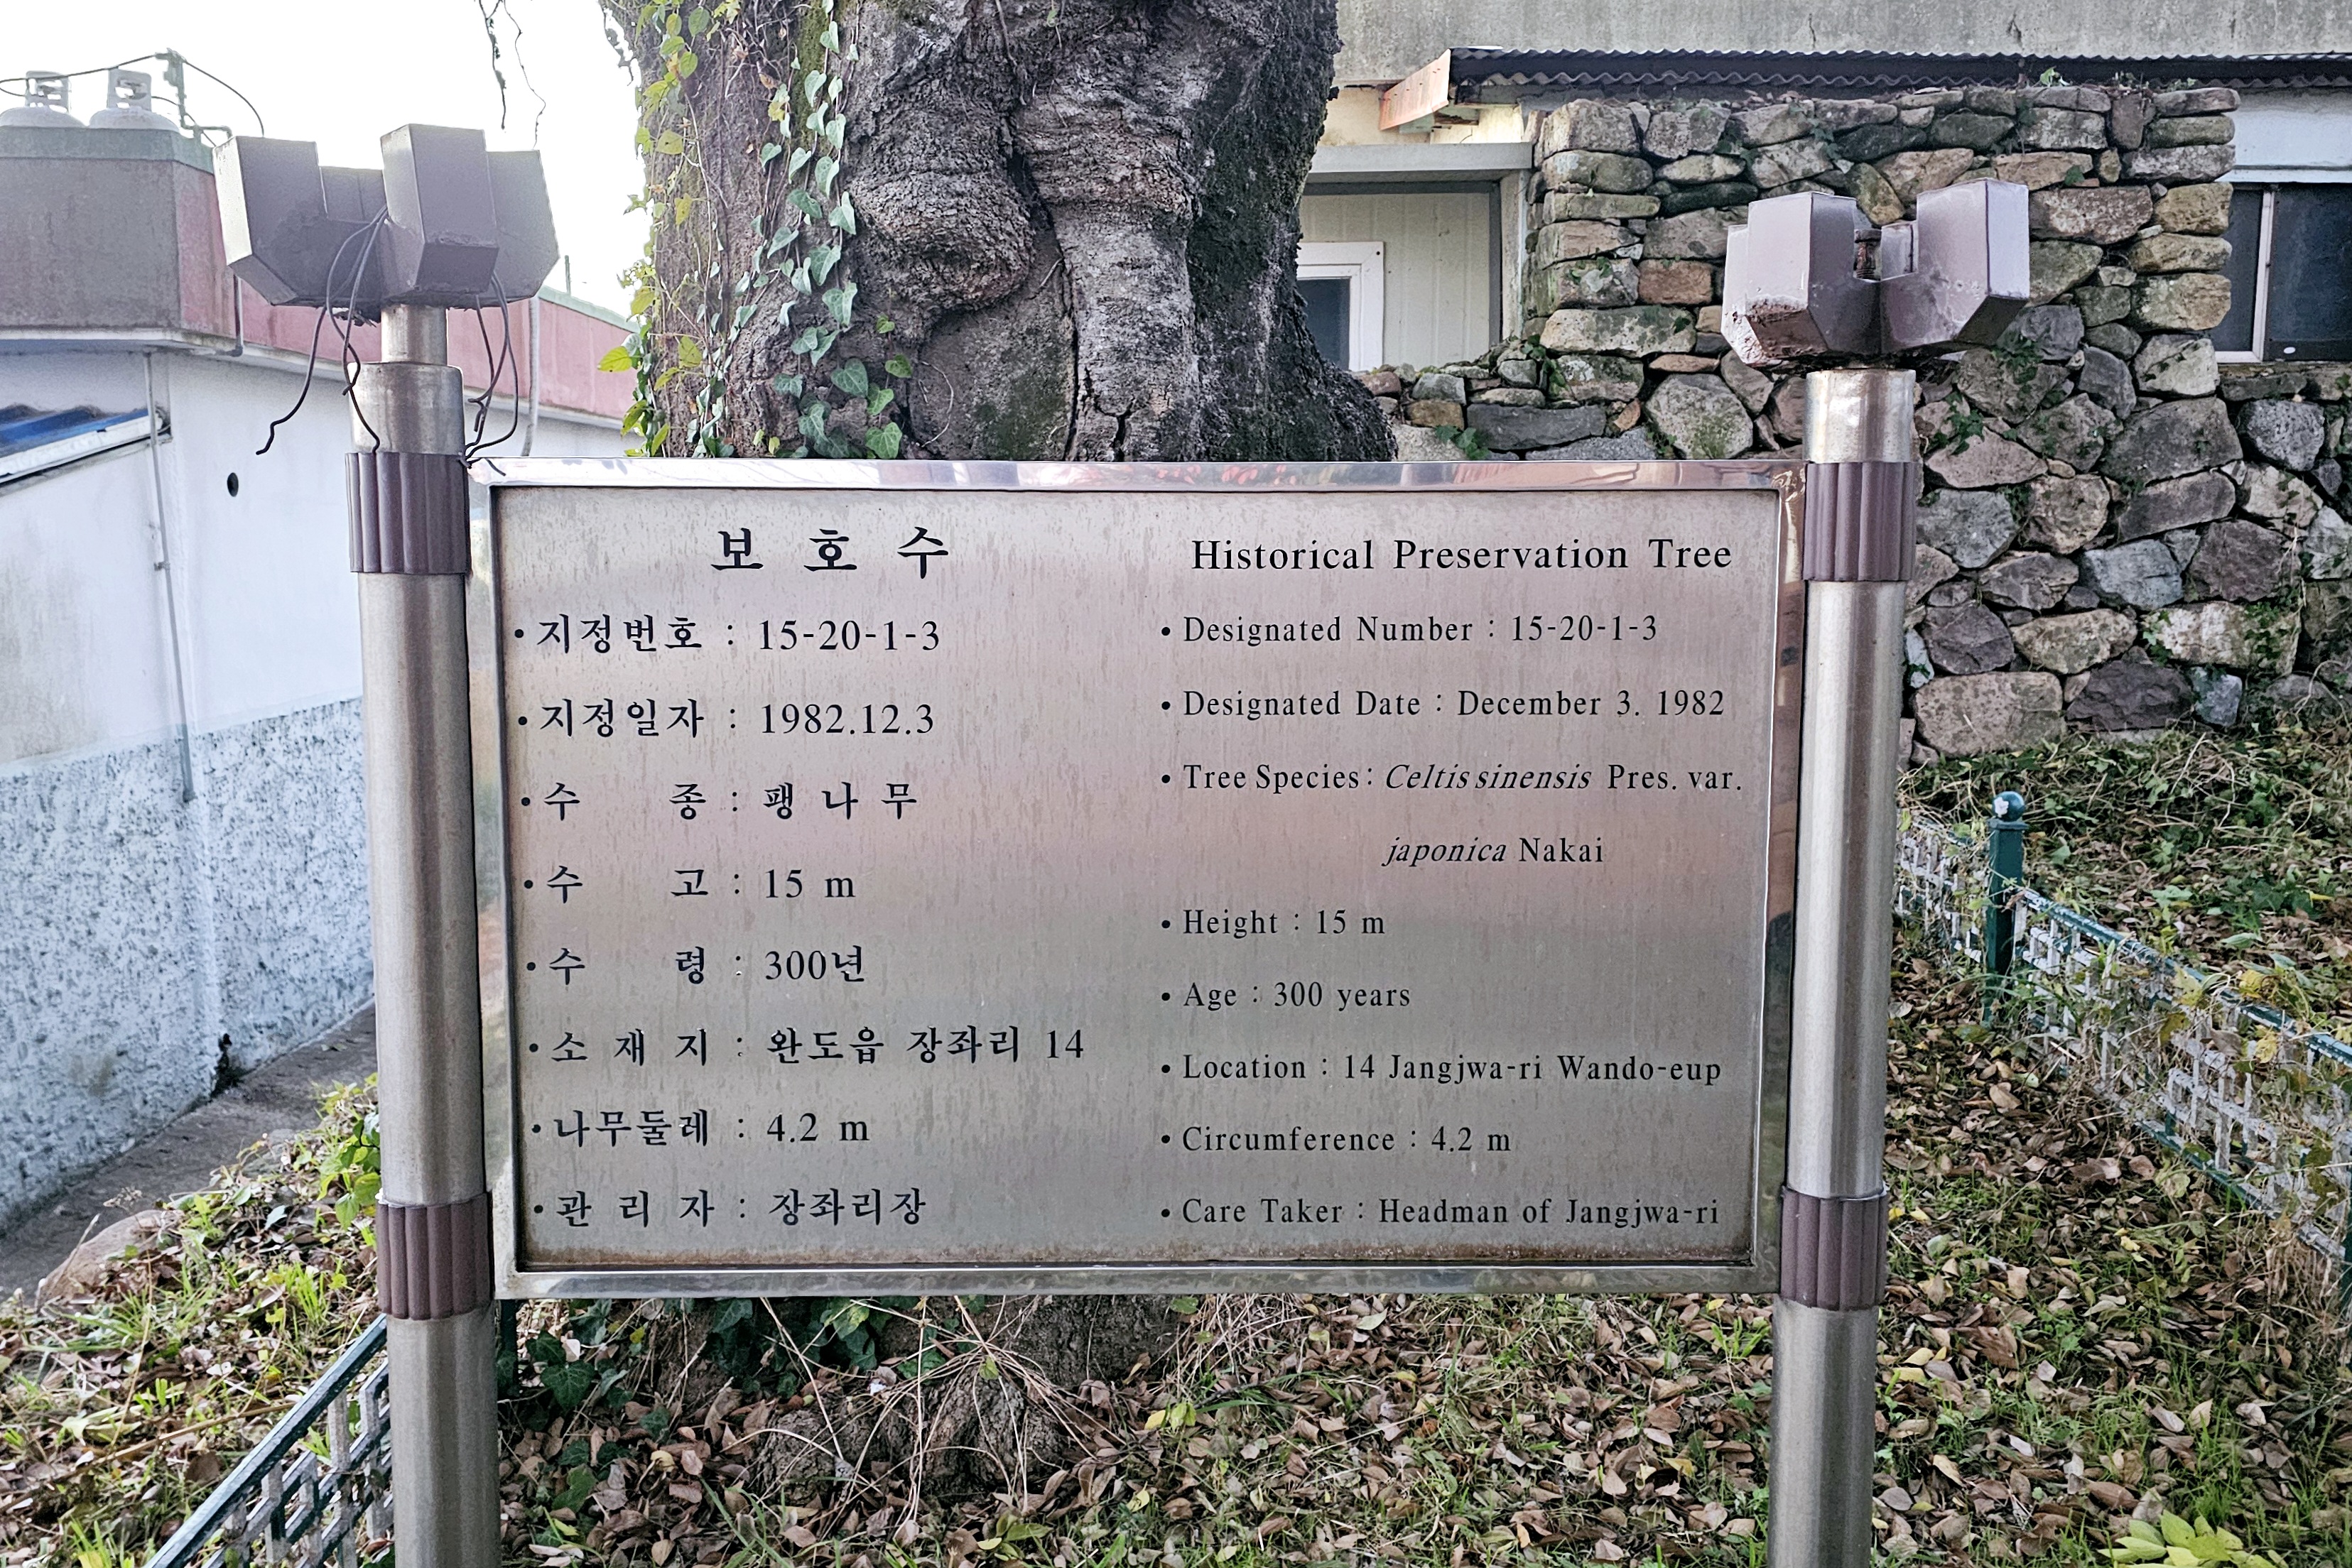 보 호 수
• 지정번호 : 15-20-1-3
• 지정일자 : 1982.12.3
• 수 종 : 팽 나 무
• 수 고 : 15 m
• 수 령 : 300년
• 소 재 지 : 완도읍 장좌리 14
• 나무둘레 : 4.2 m
• 관 리 자 : 장좌리장
Historical Preservation Tree
• Designated Number : 15-20-1-3
• Designated Date : December 3. 1982
• Tree Species : Celtis sinensis Pres. var.
japonica Nakai
• Height : 15 m
• Age : 300 years
• Location : 14 Jangjwa-ri Wando-eup
• Circumference : 4.2 m
• Care Taker : Headman of Jangjwa-ri